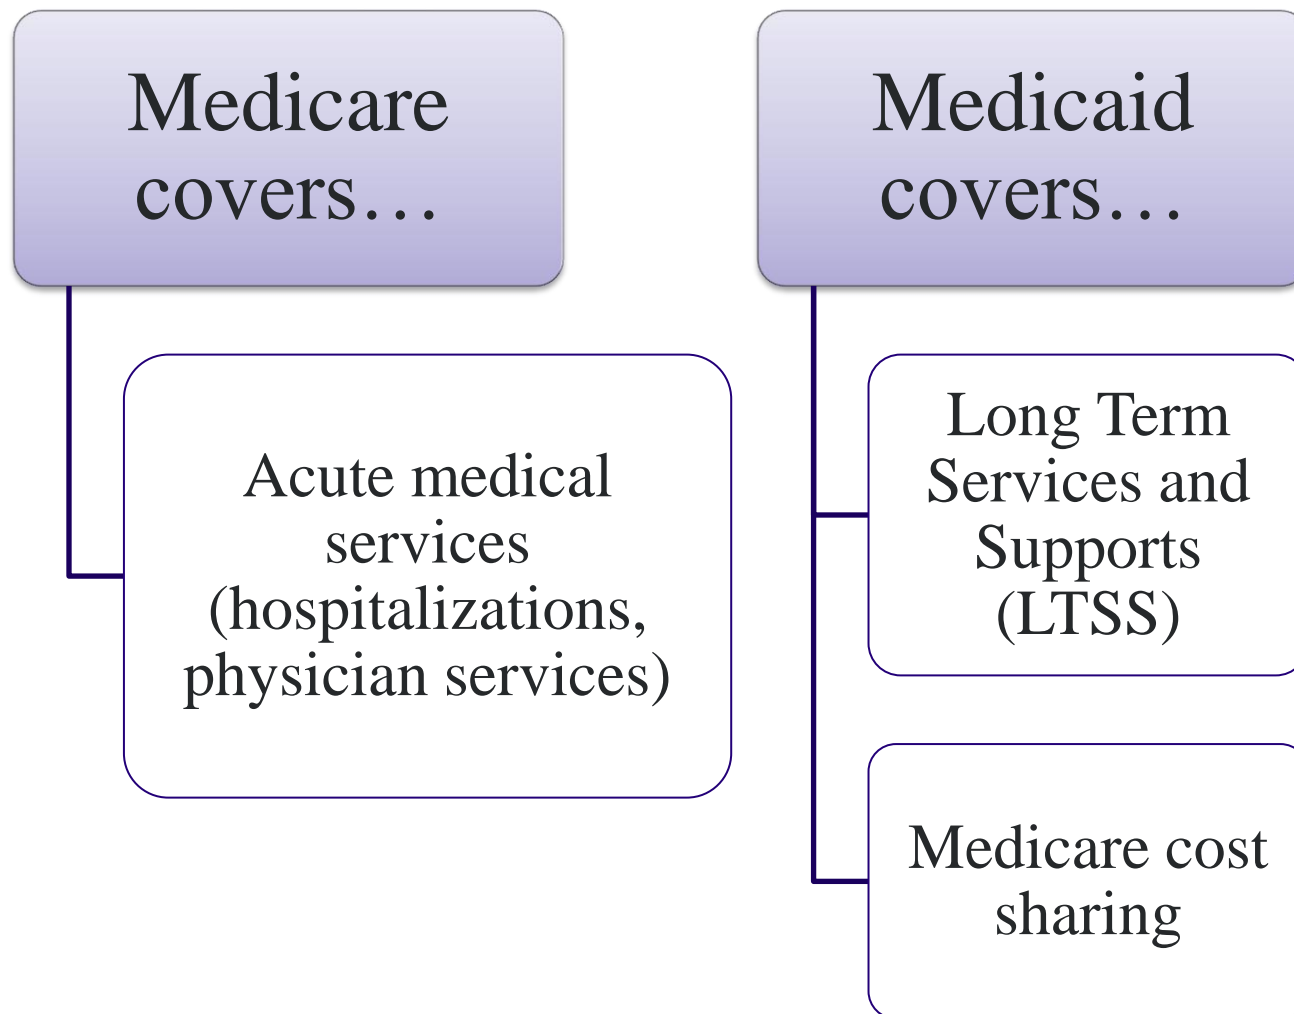 Medicare
covers…
Acute medical
services
(hospitalizations,
physician services)
Medicaid
covers…
Long Term
Services and
Supports
(LTSS)
Medicare cost
sharing